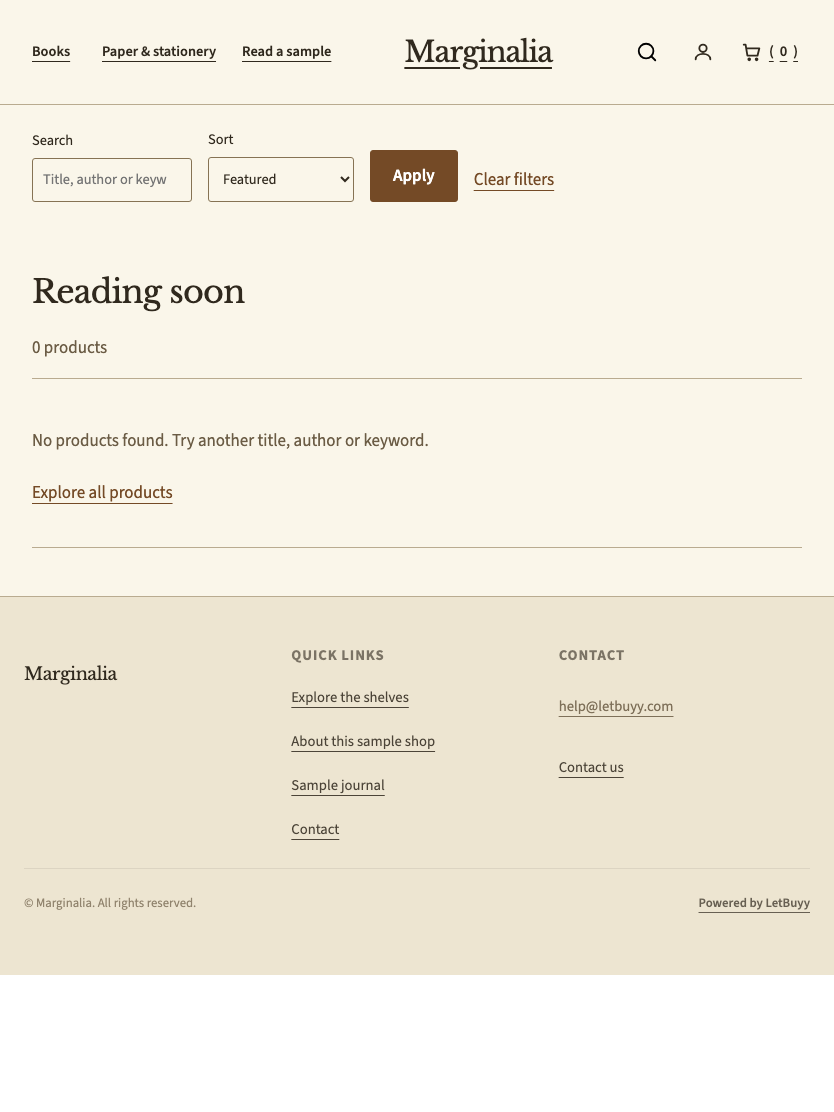 Books Paper & stationery Read a sample Marginalia ( 0 )
Search
Sort
Title, author or keyw
Featured
Apply
Clear filters
Reading soon
0 products
No products found. Try another title, author or keyword.
Explore all products
Marginalia
QUICK LINKS
Explore the shelves
About this sample shop
Sample journal
Contact
CONTACT
help@letbuyy.com
Contact us
© Marginalia. All rights reserved.
Powered by LetBuyy